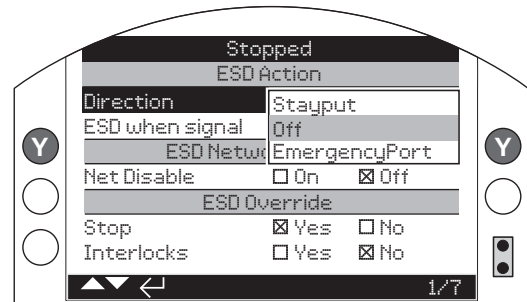 Stopped
ESD Action
Direction
Stayput
ESD when signal
Off
ESD Netwo
EmergencyPort
Net Disable ☐ On ☒ Off
ESD Override
Stop ☒ Yes ☐ No
Interlocks ☐ Yes ☒ No
1/7
Y
Y